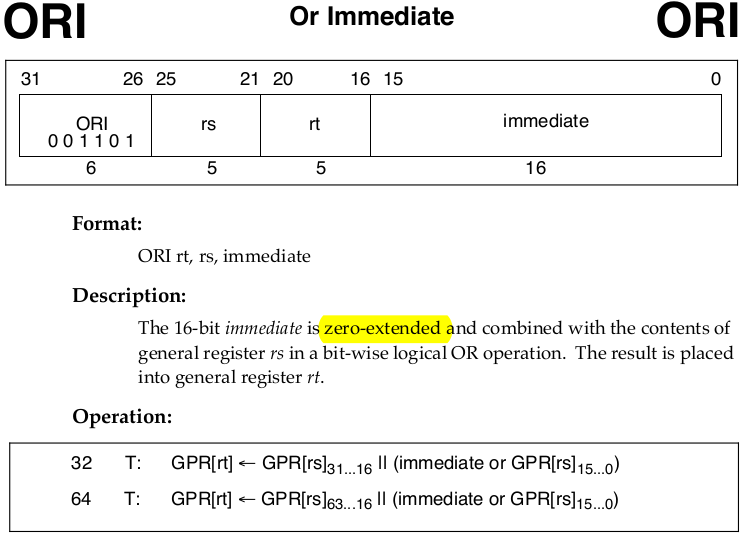 ORI Or Immediate ORI
31 26 25 21 20 16 15 0
ORI rs rt immediate
0 0 1 1 0 1
6 5 5 16
Format:
ORI rt, rs, immediate
Description:
The 16-bit immediate is zero-extended and combined with the contents of
general register rs in a bit-wise logical OR operation. The result is placed
into general register rt.
Operation:
32 T: GPR[rt] ← GPR[rs]31...16 || (immediate or GPR[rs]15...0)
64 T: GPR[rt] ← GPR[rs]63...16 || (immediate or GPR[rs]15...0)